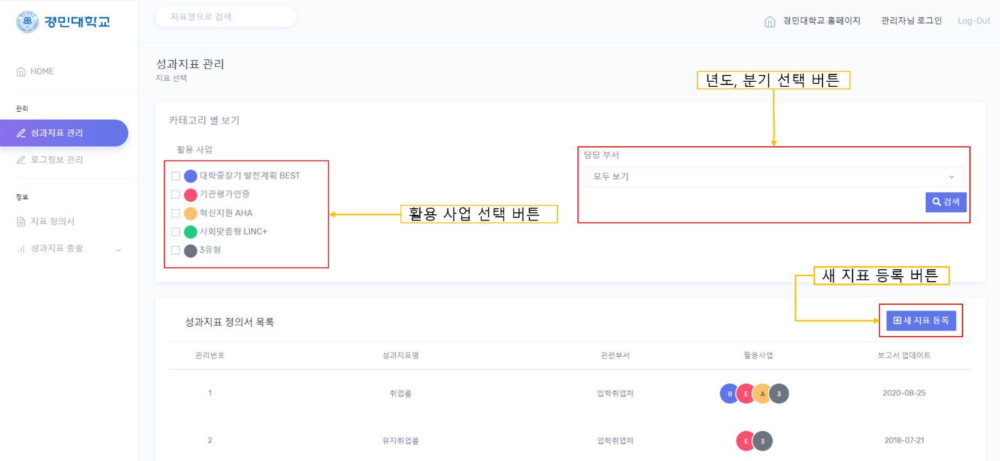 경민대학교
지표명으로 검색
경민대학교 홈페이지
관리자님 로그인
Log-Out
HOME
관리
성과지표 관리
로그정보 관리
정보
지표 정의서
성과지표 총괄
성과지표 관리
지표 선택
년도, 분기 선택 버튼
카테고리 별 보기
활용 사업
대학중장기 발전계획 BEST
기관평가인증
혁신지원 AHA
사회맞춤형 LINC+
3유형
활용 사업 선택 버튼
담당 부서
모두 보기
검색
새 지표 등록 버튼
성과지표 정의서 목록
새 지표 등록
관리번호 성과지표명 관련부서 활용사업 보고서 업데이트
1 취업률 입학취업처 B E A 3 2020-08-25
2 유지취업률 입학취업처 E 3 2018-07-21